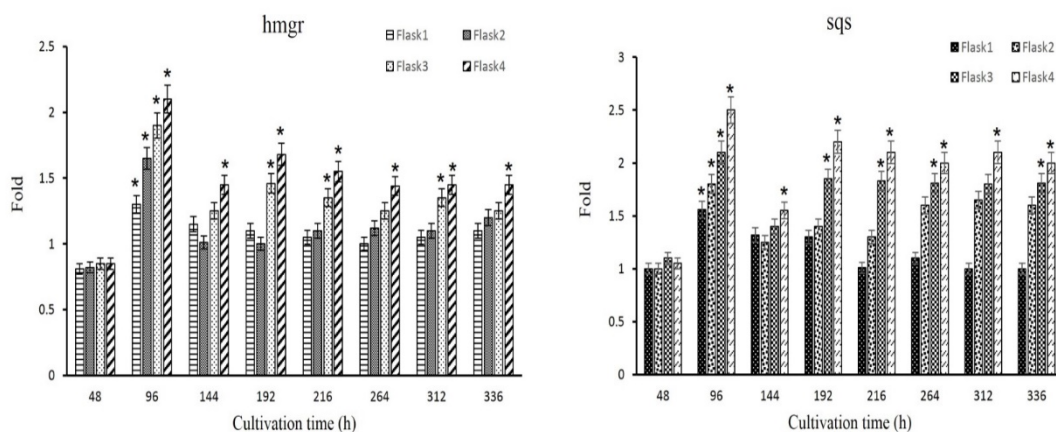 hmgr
Flask1 Flask2
Flask3 Flask4
2.5
2
1.5
1
0.5
0
Fold
* * * * * * * * * * * * * *
48 96 144 192 216 264 312 336
Cultivation time (h)
sqs
Flask1 Flask2
Flask3 Flask4
3
2.5
2
1.5
1
0.5
0
Fold
* * * * * * * * * * * * * * *
48 96 144 192 216 264 312 336
Cultivation time (h)